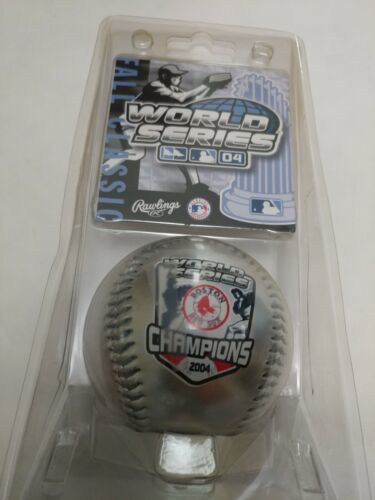 FALL CLASSIC
WORLD
SERIES
04
Rawlings
WORLD
SERIES
BOSTON
RED SOX
CHAMPIONS
2004